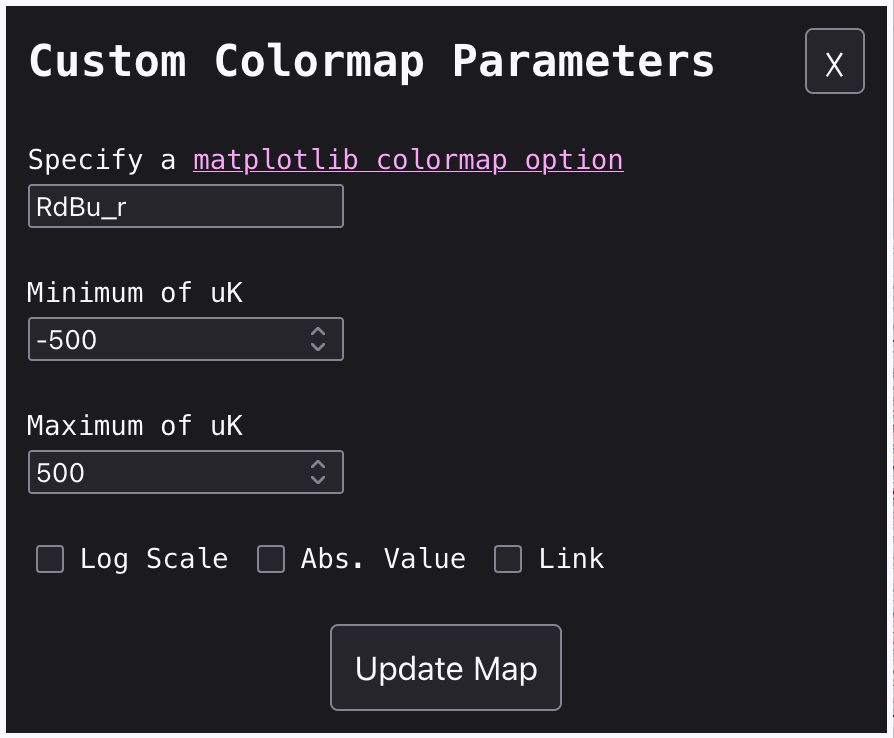 Custom Colormap Parameters X
Specify a matplotlib colormap option
RdBu_r
Minimum of uK
-500
Maximum of uK
500
Log Scale Abs. Value Link
Update Map